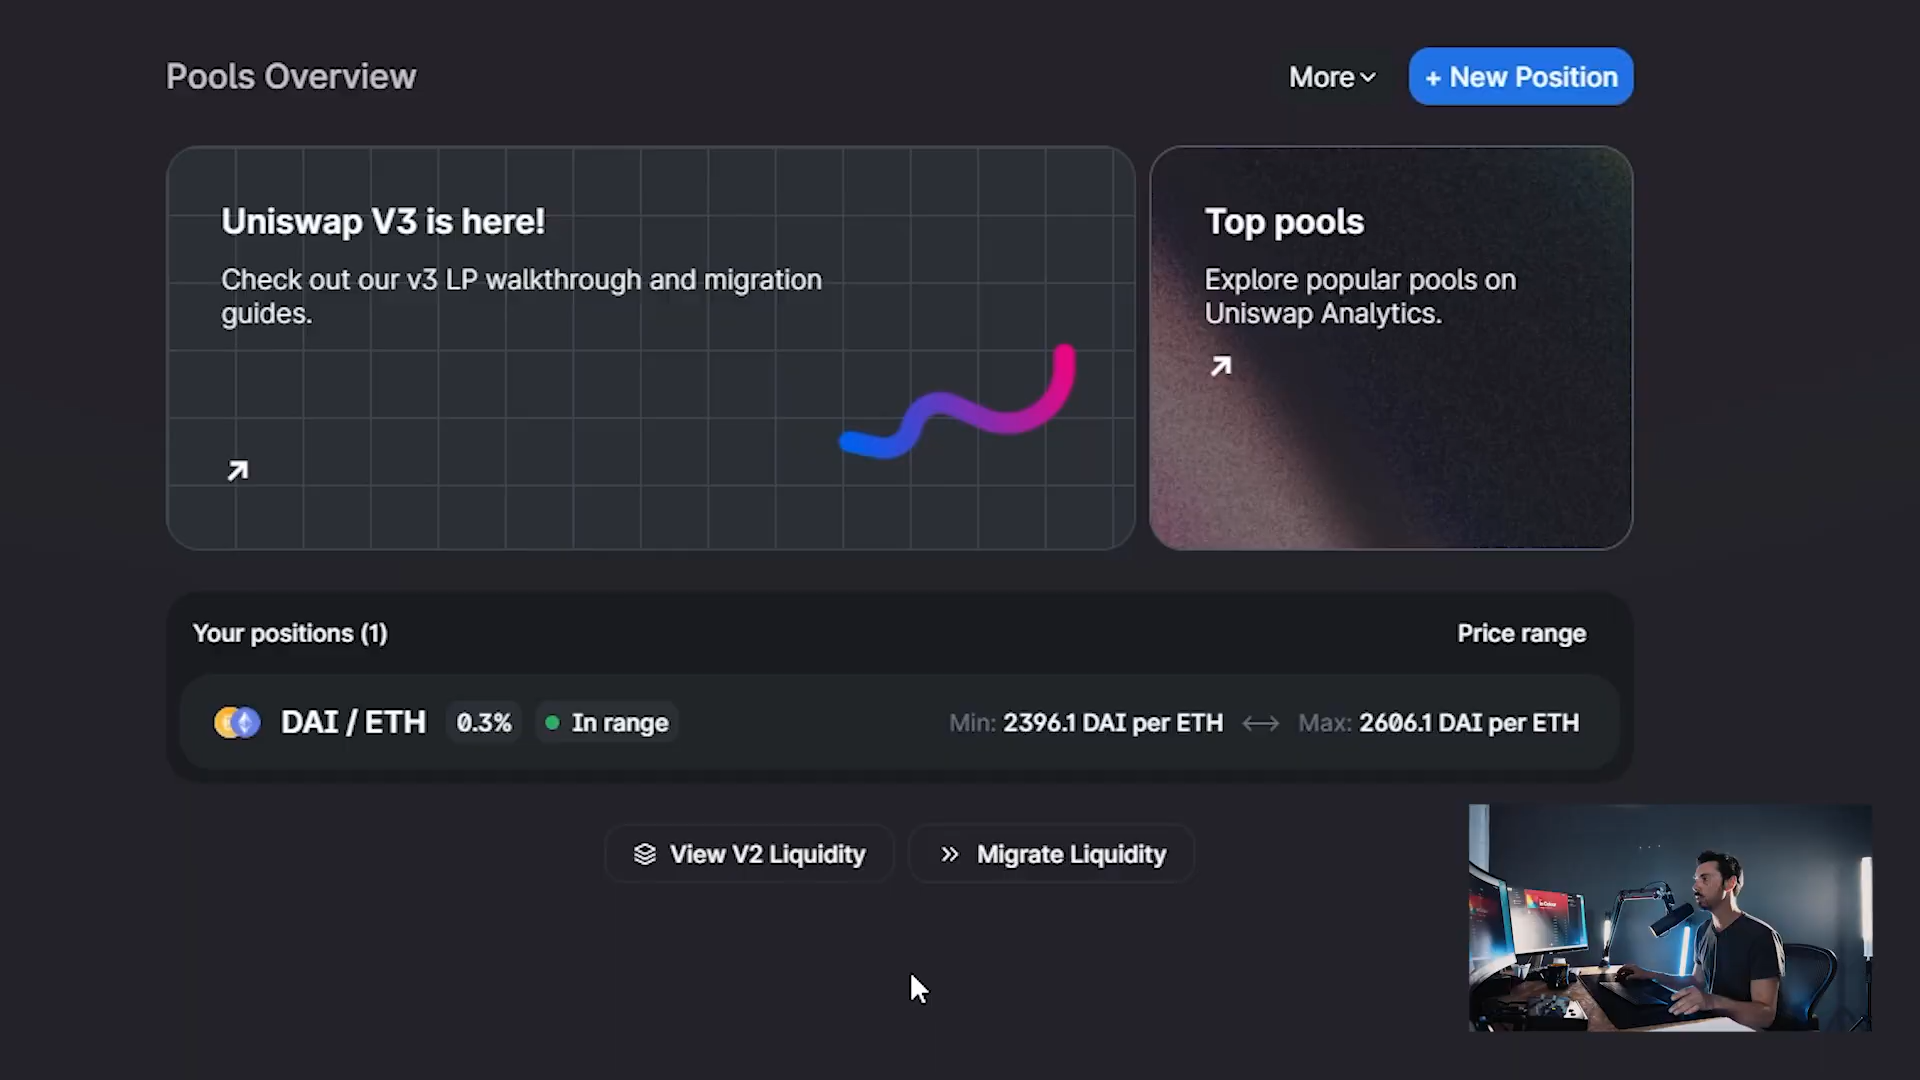 Pools Overview
More
+ New Position
Uniswap V3 is here!
Check out our v3 LP walkthrough and migration
guides.
Top pools
Explore popular pools on
Uniswap Analytics.
Your positions (1)
Price range
DAI / ETH 0.3% In range Min: 2396.1 DAI per ETH Max: 2606.1 DAI per ETH
View V2 Liquidity
Migrate Liquidity